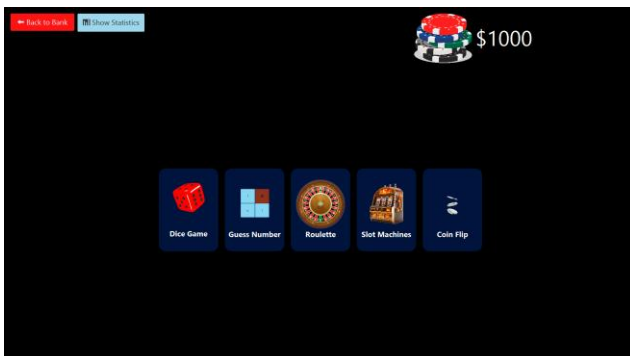 Back to Bank
Show Statistics
$1000
Dice Game
Guess Number
Roulette
Slot Machines
Coin Flip